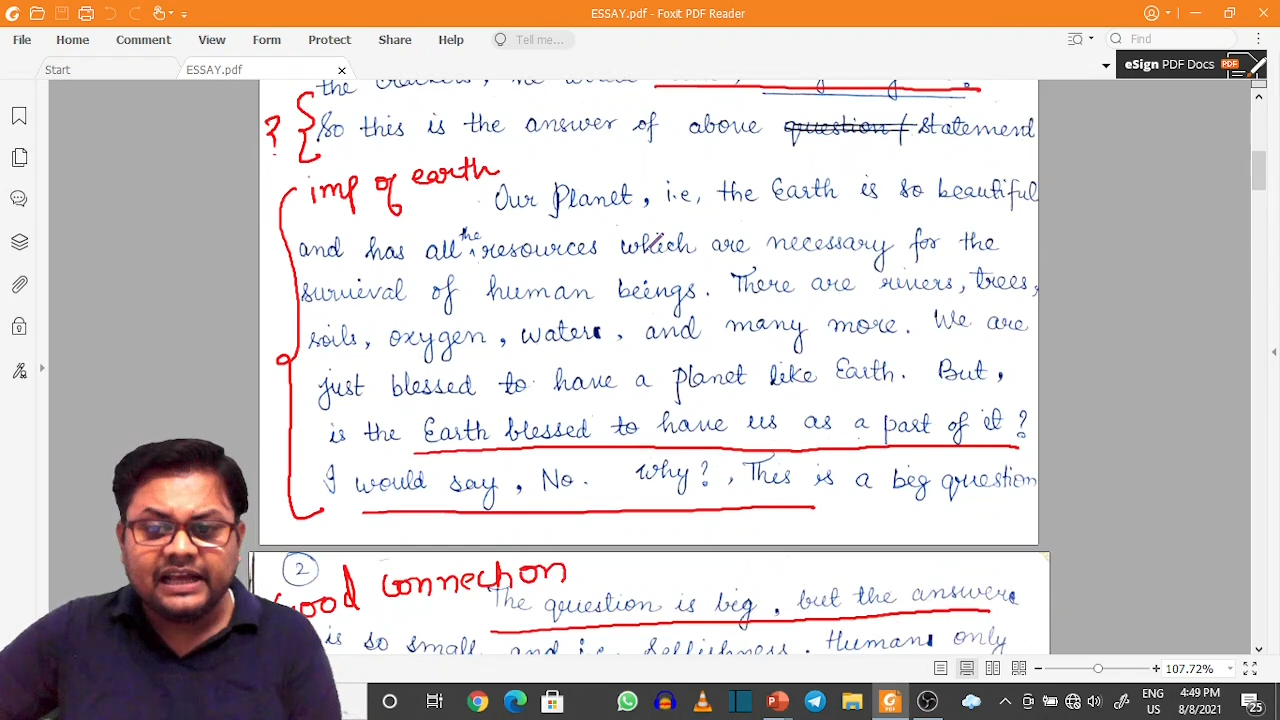 ESSAY.pdf - Foxit PDF Reader
File Home Comment View Form Protect Share Help Tell me... Find
Start ESSAY.pdf eSign PDF Docs PDF
the
? So this is the answer of above question / statement
imp of earth
Our Planet, i.e, the Earth is so beautiful
and has all the resources which are necessary for the
survival of human beings. There are rivers, trees,
soils, oxygen, water, and many more. We are
just blessed to have a planet like Earth. But,
is the Earth blessed to have us as a part of it?
I would say, No. Why?, This is a big question
2
Good connection
The question is big, but the answer
is so small and i.e. Selfishness. Humans only
107.72%
ENG 4:49 PM
US 8/8/2021 25